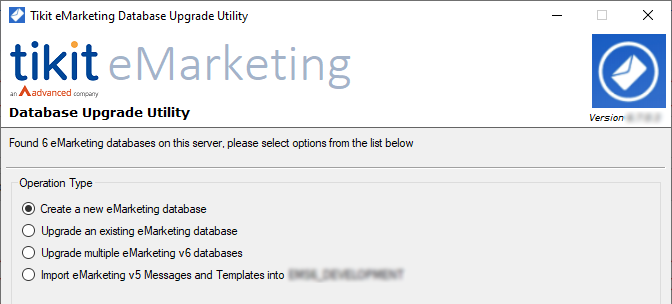 Tikit eMarketing Database Upgrade Utility
tikit eMarketing
an advanced company
Database Upgrade Utility
Version
Found 6 eMarketing databases on this server, please select options from the list below
Operation Type
Create a new eMarketing database
Upgrade an existing eMarketing database
Upgrade multiple eMarketing v6 databases
Import eMarketing v5 Messages and Templates into